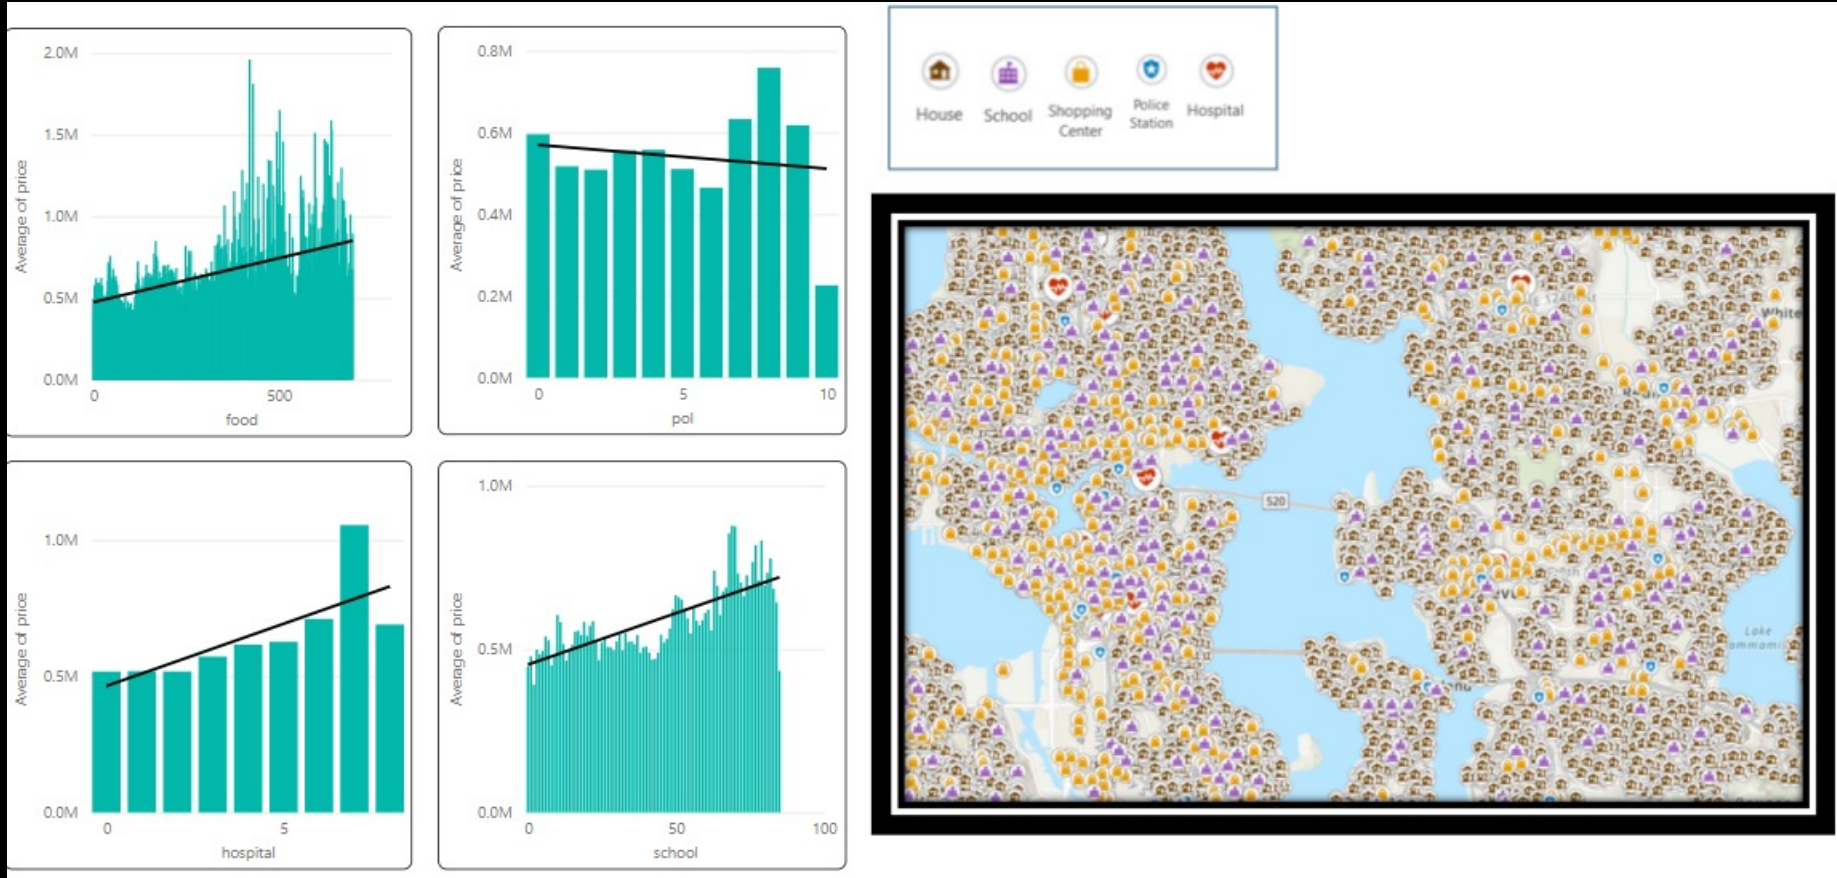 2.0M
1.5M
1.0M
0.5M
0.0M
Average of price
0
500
food
0.8M
0.6M
0.4M
0.2M
0.0M
Average of price
0
5
10
pol
1.0M
0.5M
0.0M
Average of price
0
5
hospital
1.0M
0.5M
0.0M
Average of price
0
50
100
school
House
School
Shopping
Center
Police
Station
Hospital
520
White
Lake